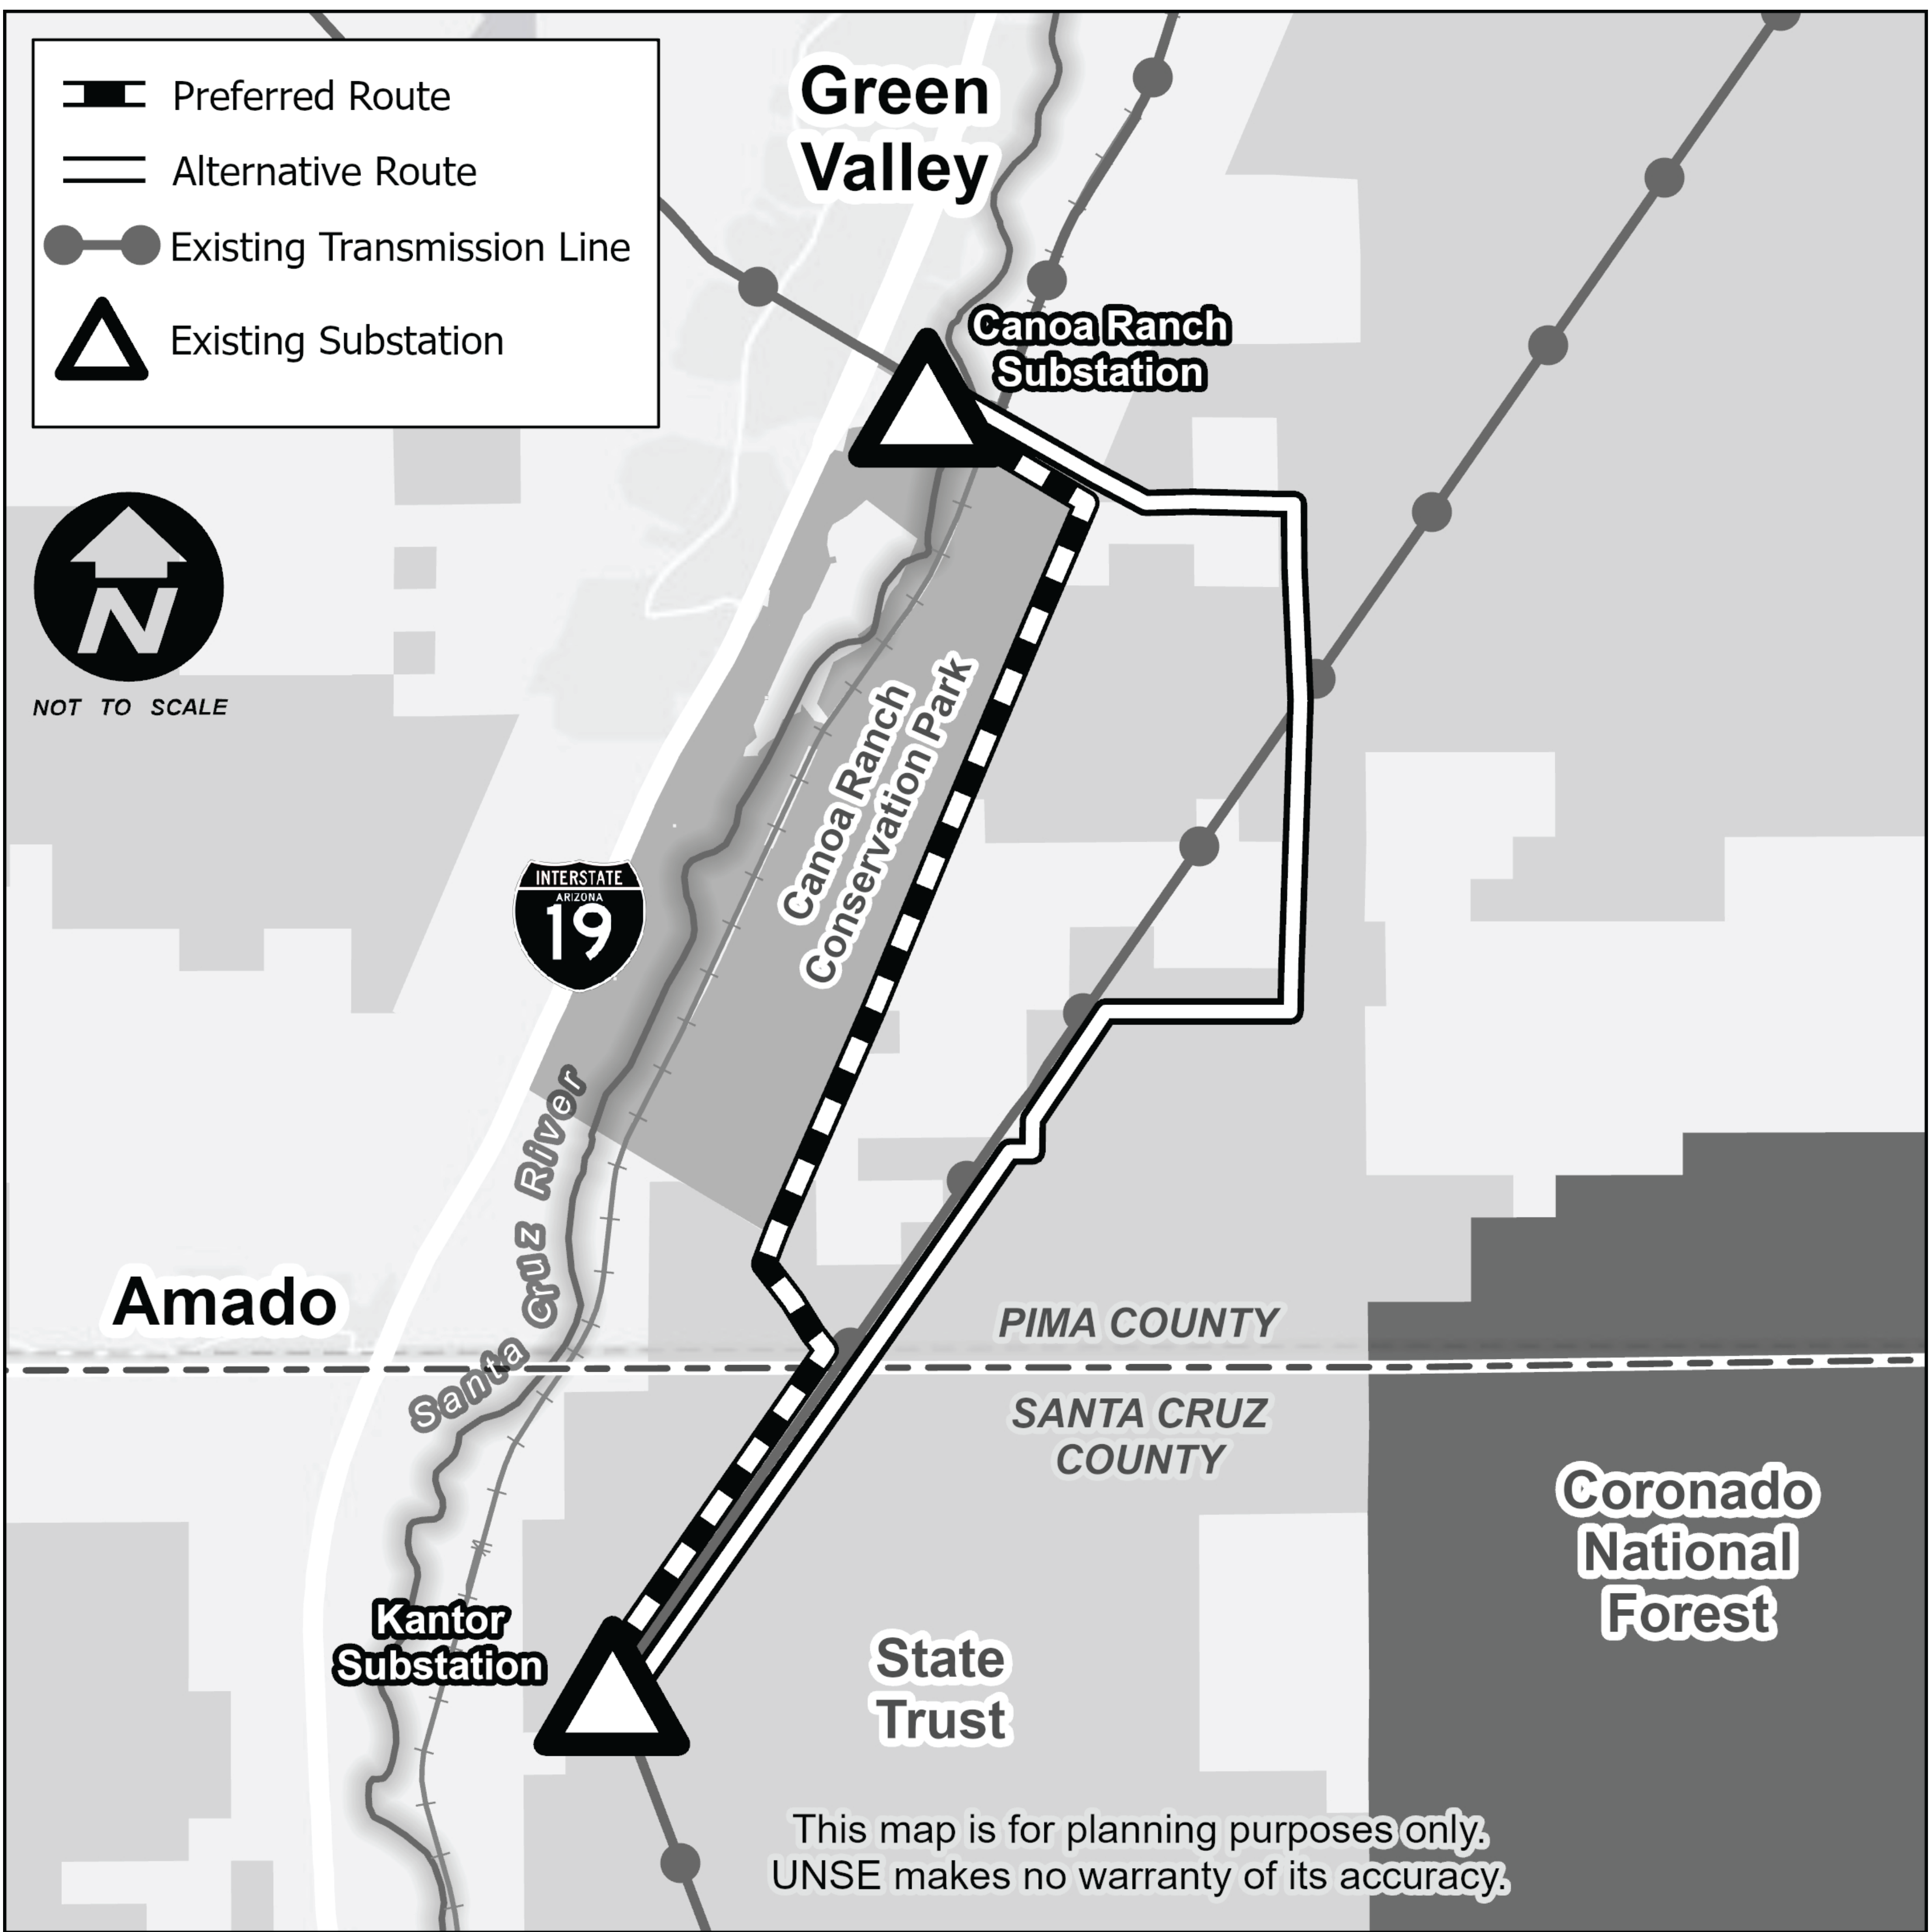 Preferred Route
Alternative Route
Existing Transmission Line
Existing Substation
Green
Valley
Canoa Ranch
Substation
N
NOT TO SCALE
Canoa Ranch
Conservation Park
INTERSTATE
ARIZONA
19
Santa Cruz River
Amado
PIMA COUNTY
SANTA CRUZ
COUNTY
Coronado
National
Forest
Kantor
Substation
State
Trust
This map is for planning purposes only.
UNSE makes no warranty of its accuracy.